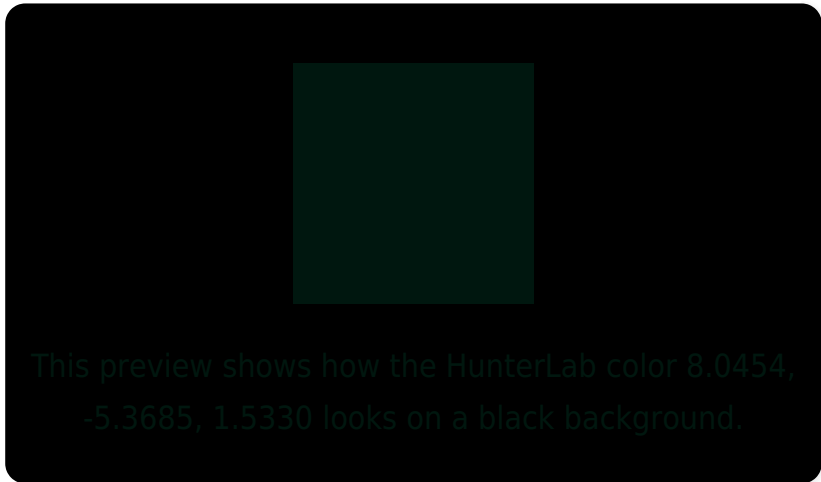 This preview shows how the HunterLab color 8.0454,
-5.3685, 1.5330 looks on a black background.